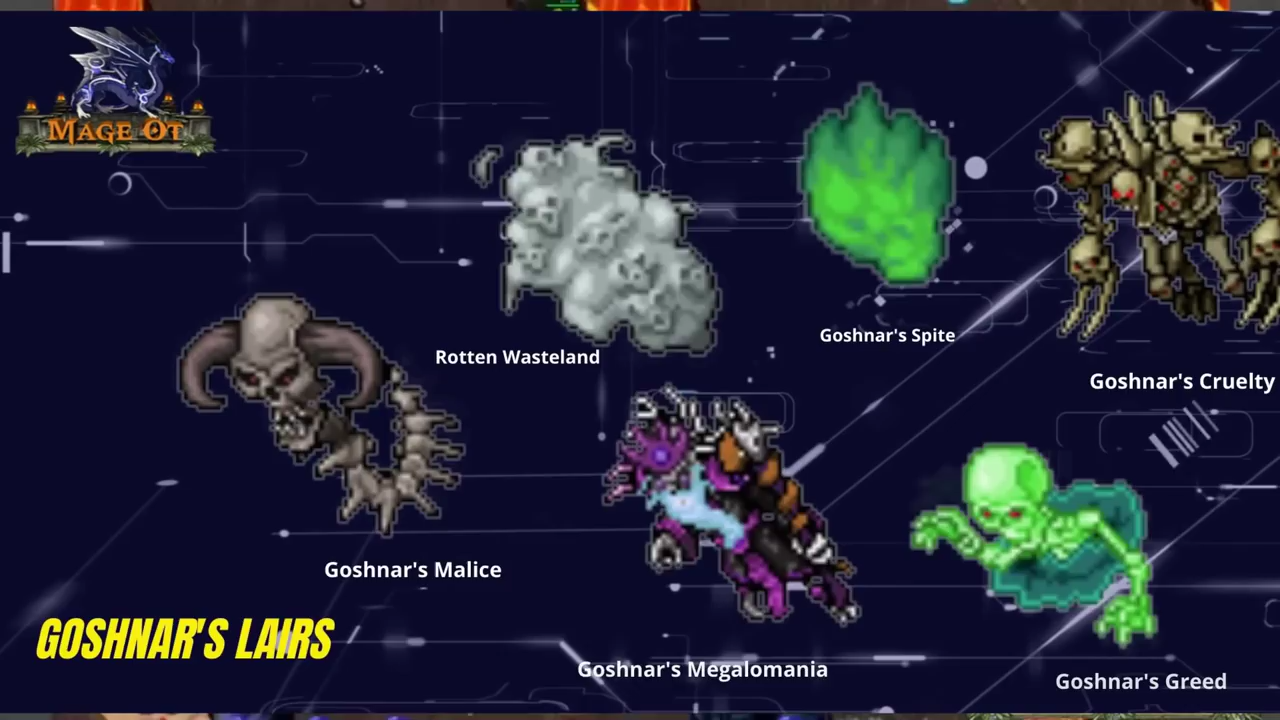 MAGE OT
Rotten Wasteland
Goshnar's Spite
Goshnar's Cruelty
Goshnar's Malice
GOSHNAR'S LAIRS
Goshnar's Megalomania
Goshnar's Greed